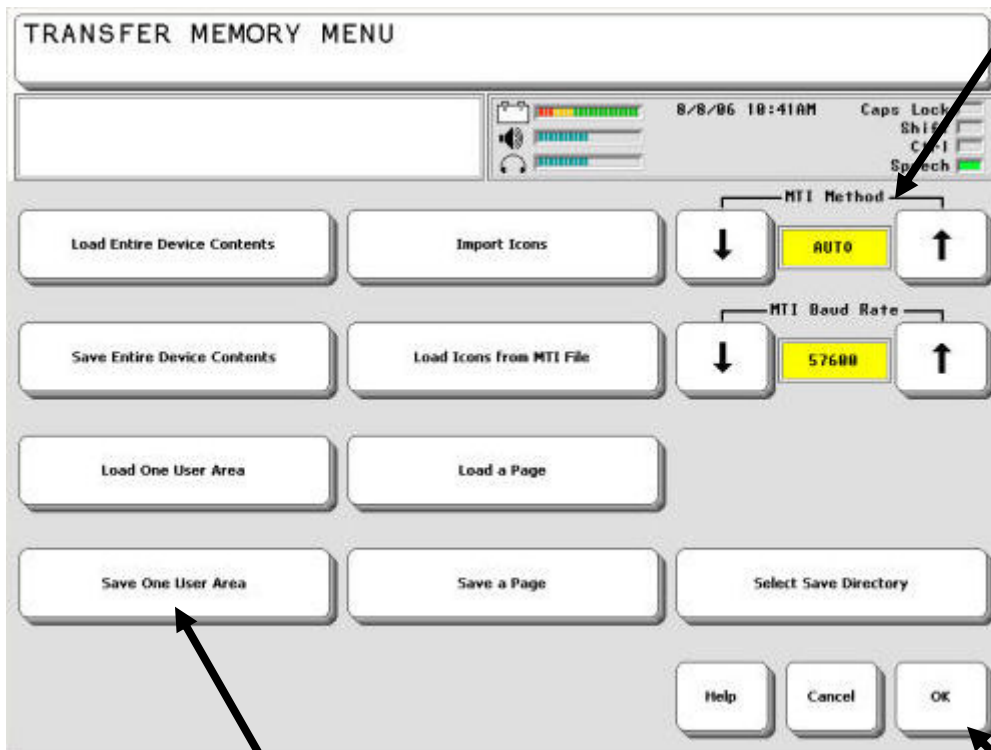 TRANSFER MEMORY MENU
8/8/06 10:41AM
Caps Lock
Shift
Ctrl
Speech
MTI Method
Load Entire Device Contents
Import Icons
AUTO
MTI Baud Rate
Save Entire Device Contents
Load Icons from MTI File
57600
Load One User Area
Load a Page
Save One User Area
Save a Page
Select Save Directory
Help
Cancel
OK